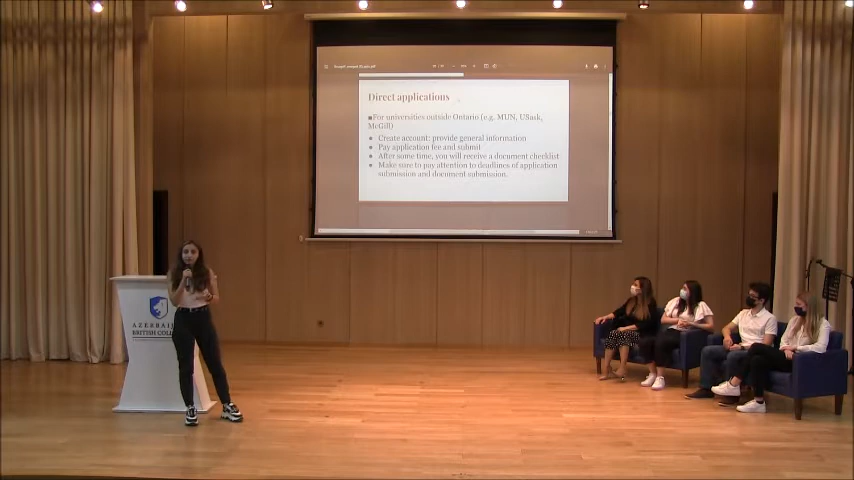 Direct applications
■For universities outside Ontario (e.g. MUN, USask,
McGill)
● Create account: provide general information
● Pay application fee and submit
● After some time, you will receive a document checklist
● Make sure to pay attention to deadlines of application
submission and document submission.
BRITISH COLL